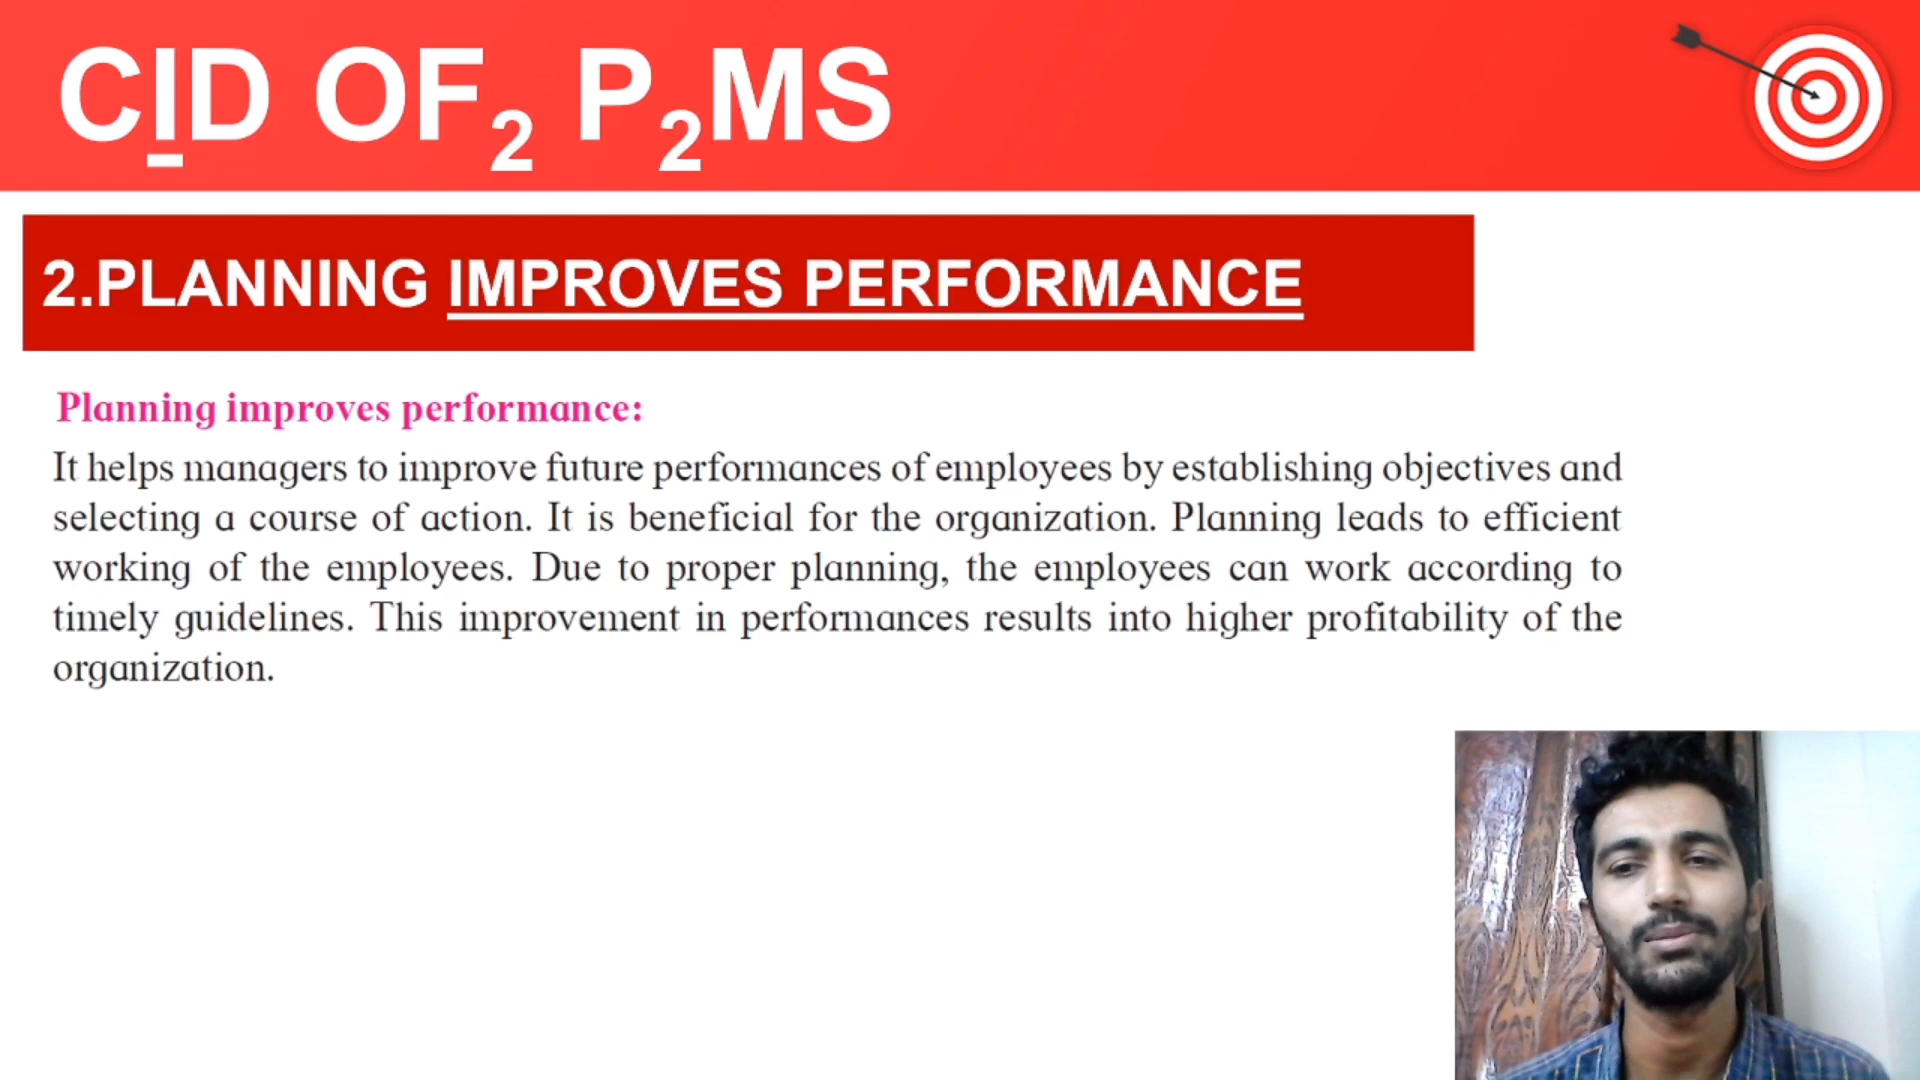 CID OF₂ P₂MS
2.PLANNING IMPROVES PERFORMANCE
Planning improves performance:
It helps managers to improve future performances of employees by establishing objectives and
selecting a course of action. It is beneficial for the organization. Planning leads to efficient
working of the employees. Due to proper planning, the employees can work according to
timely guidelines. This improvement in performances results into higher profitability of the
organization.